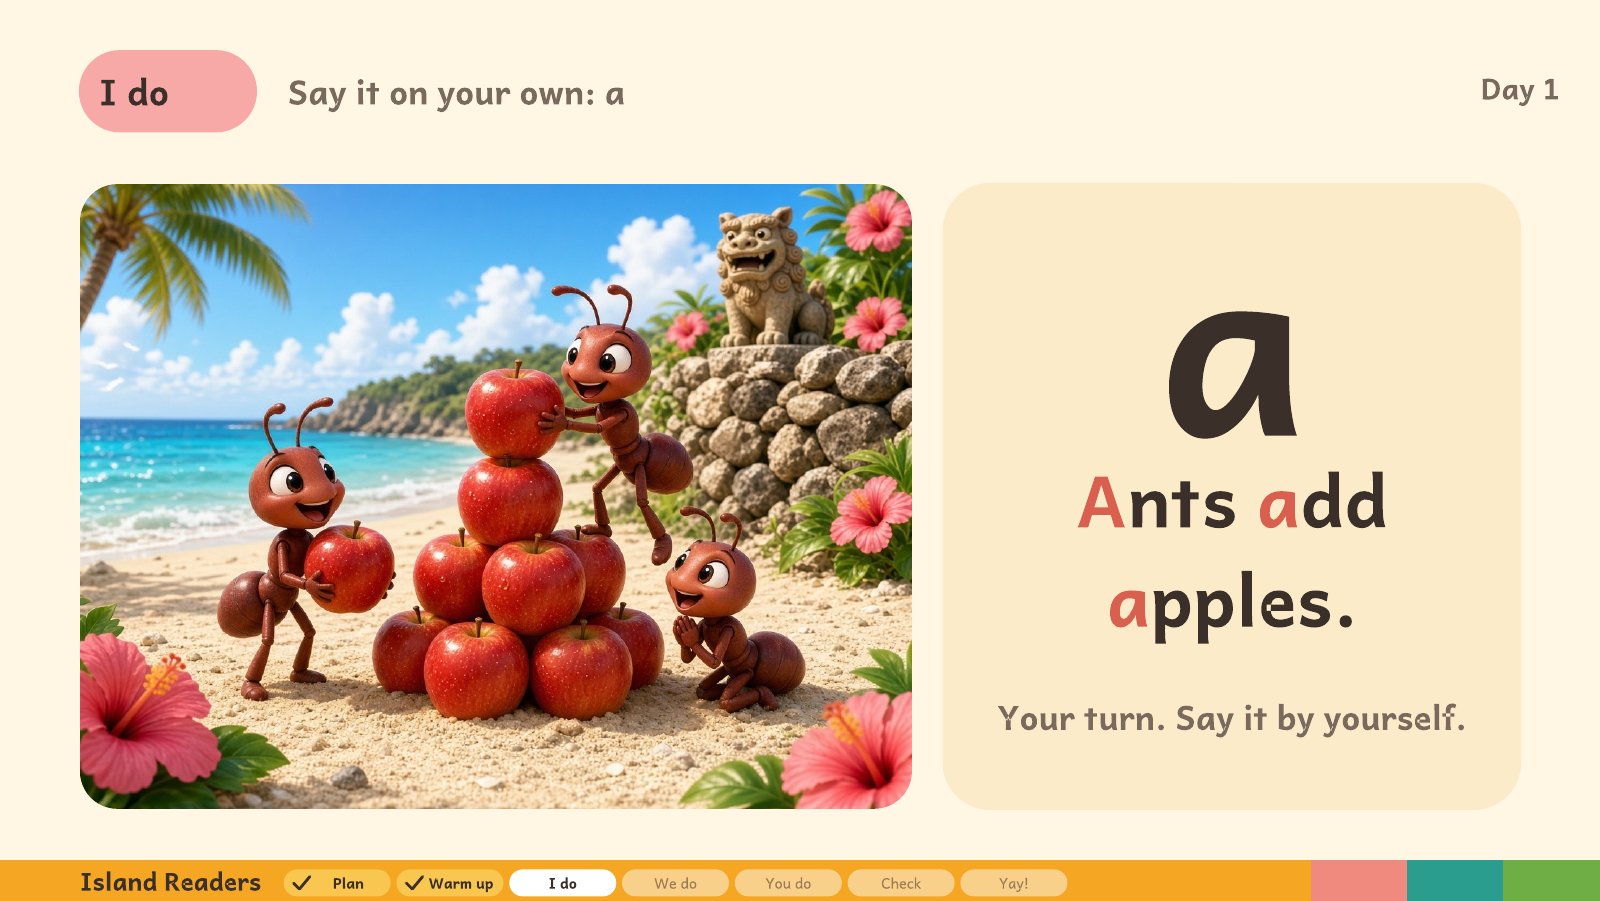 I do
Say it on your own: a
Day 1
a
Ants add
apples.
Your turn. Say it by yourself.
Island Readers
Plan
Warm up
I do
We do
You do
Check
Yay!